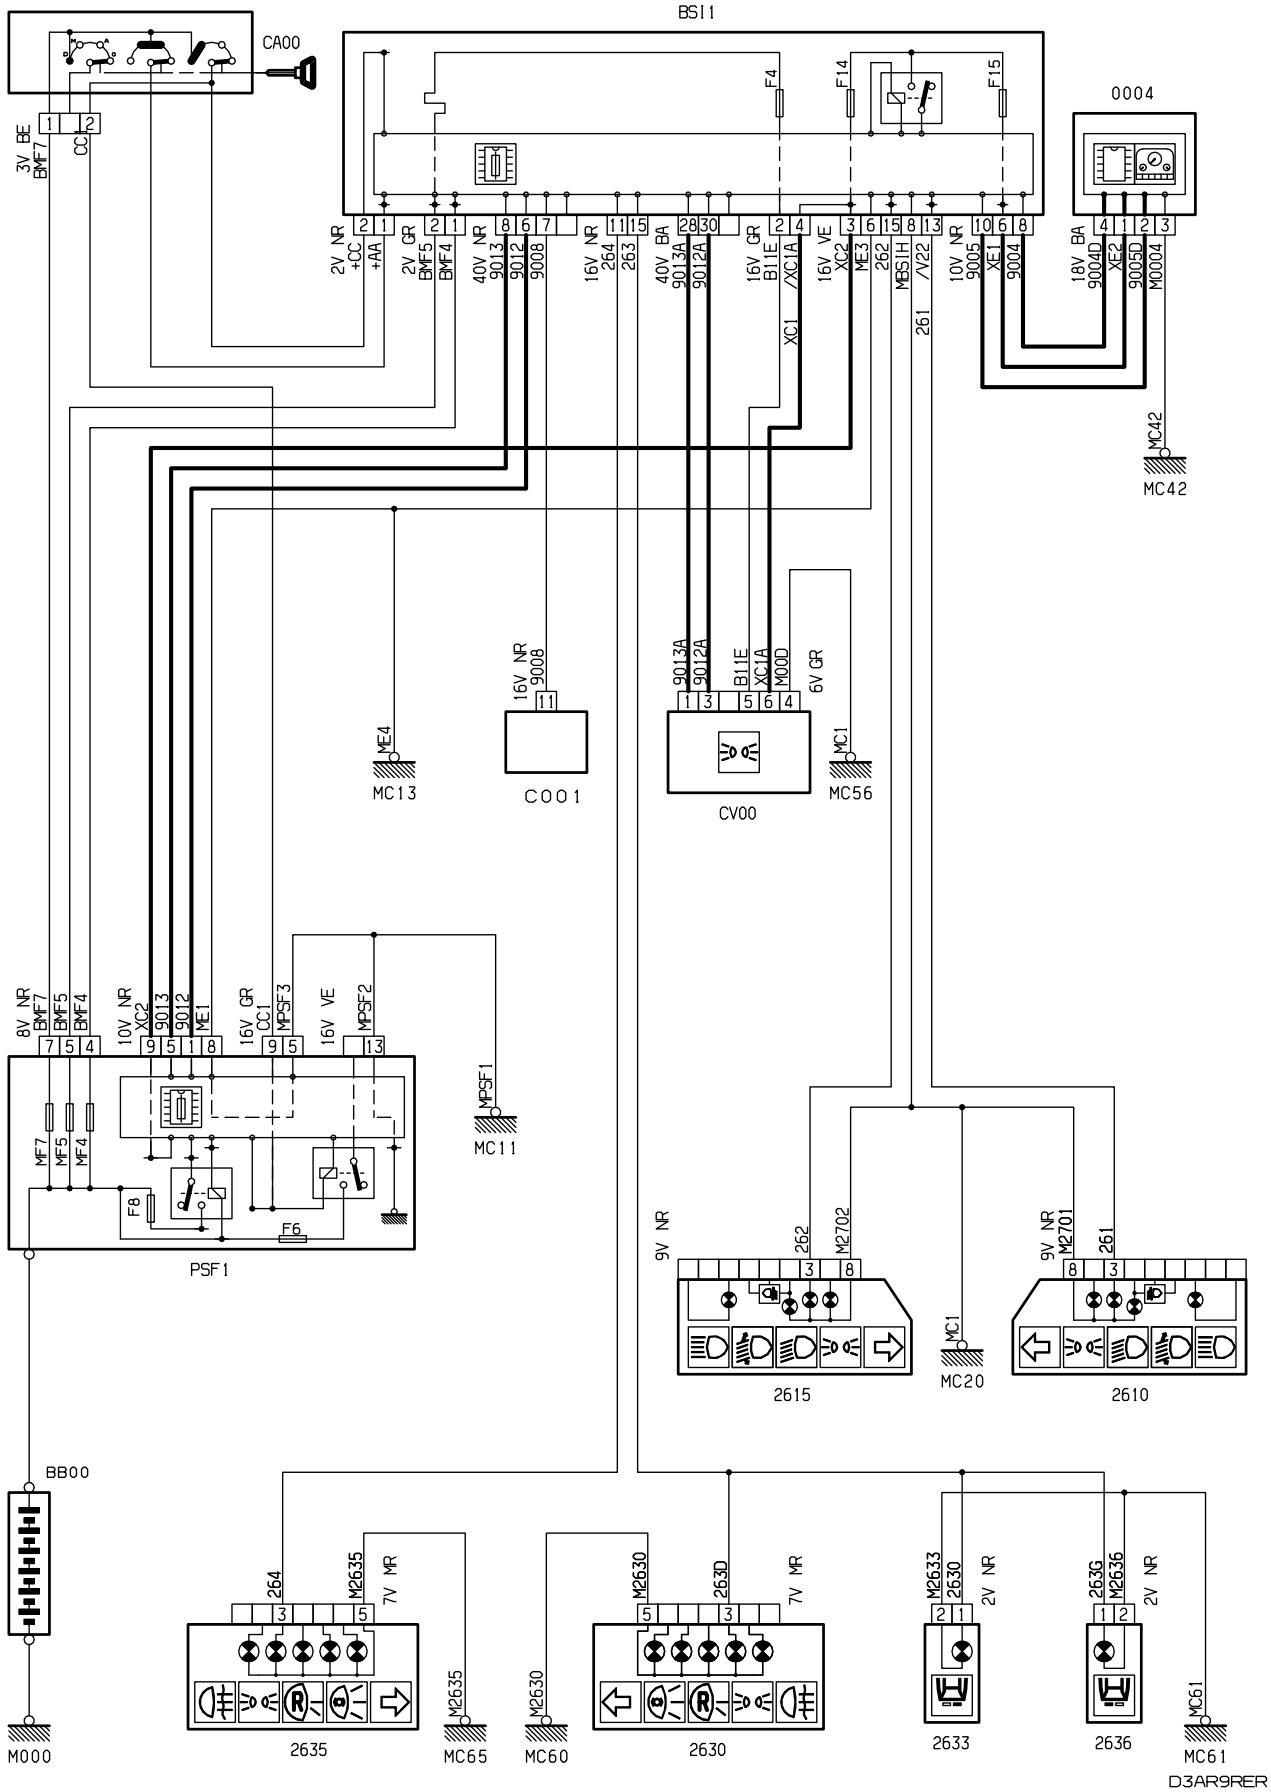 BSI1
CA00
M A
D O
F4
F14
F15
0004
1 2
3V BE
BMF7
CC
2 1 2 1 8 6 7 11 15 28 30 2 4 3 6 15 8 13 10 6 8 4 1 2 3
2V NR
+CC
+AA
2V GR
BMF5
BMF4
40V NR
9013
9012
9008
16V NR
264
263
40V BA
9013A
9012A
16V GR
B11E
/XC1A
16V VE
XC2
ME3
262
MBSIH
/V22
10V NR
9005
XE1
9004
18V BA
9004D
XE2
9005D
M0004
XC1
261
MC42
MC42
16V NR
9008
11
C001
9013A
9012A
B11E
XC1A
M00D
6V GR
1 3 5 6 4
CV00
ME4
MC13
MC1
MC56
8V NR
BMF7
BMF5
BMF4
10V NR
XC2
9013
9012
ME1
16V GR
CC1
MPSF3
16V VE
MPSF2
7 5 4 9 5 1 8 9 5 13
MF7
MF5
MF4
F8
F6
PSF1
MPSF1
MC11
9V NR
262
M2702
3 8
2615
MC1
MC20
9V NR
M2701
261
8 3
2610
BB00
M000
264
M2635
7V MR
3 5
R
2635
M2635
MC65
M2630
263D
7V MR
5 3
R
2630
M2630
MC60
M2633
2630
2V NR
2 1
2633
263G
M2636
2V NR
1 2
2636
MC61
MC61
D3AR9RER